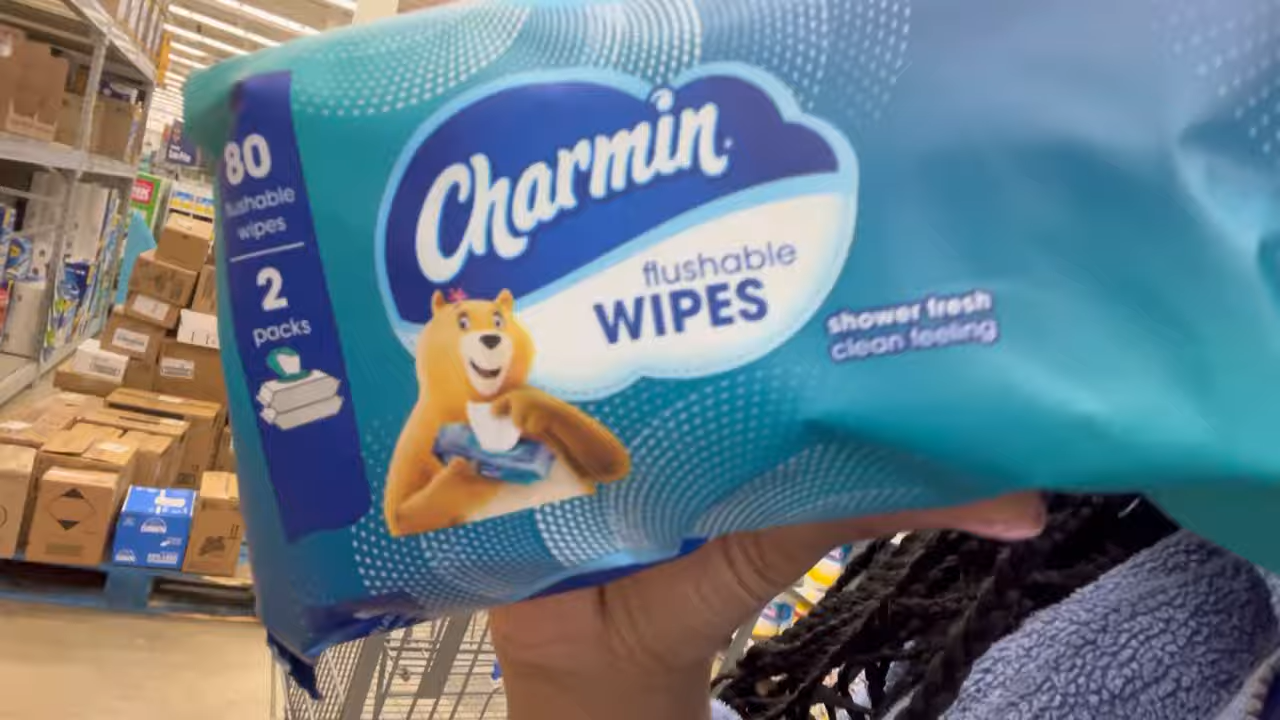 80
flushable
wipes
2
packs
Charmin
flushable
WIPES
shower fresh
clean feeling